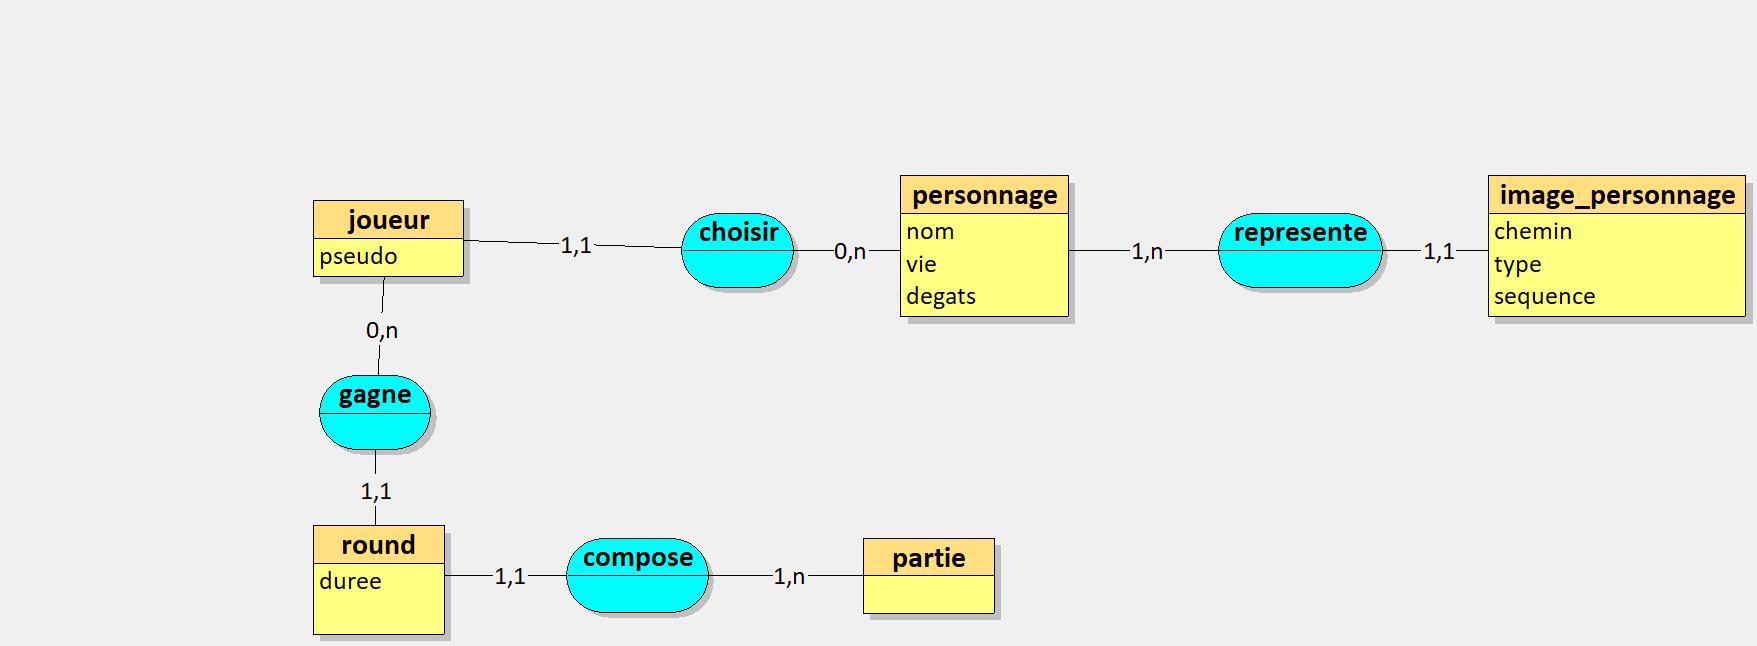 joueur
pseudo
1,1
choisir
0,n
personnage
nom
vie
degats
1,n
represente
1,1
image_personnage
chemin
type
sequence
0,n
gagne
1,1
round
duree
1,1
compose
1,n
partie